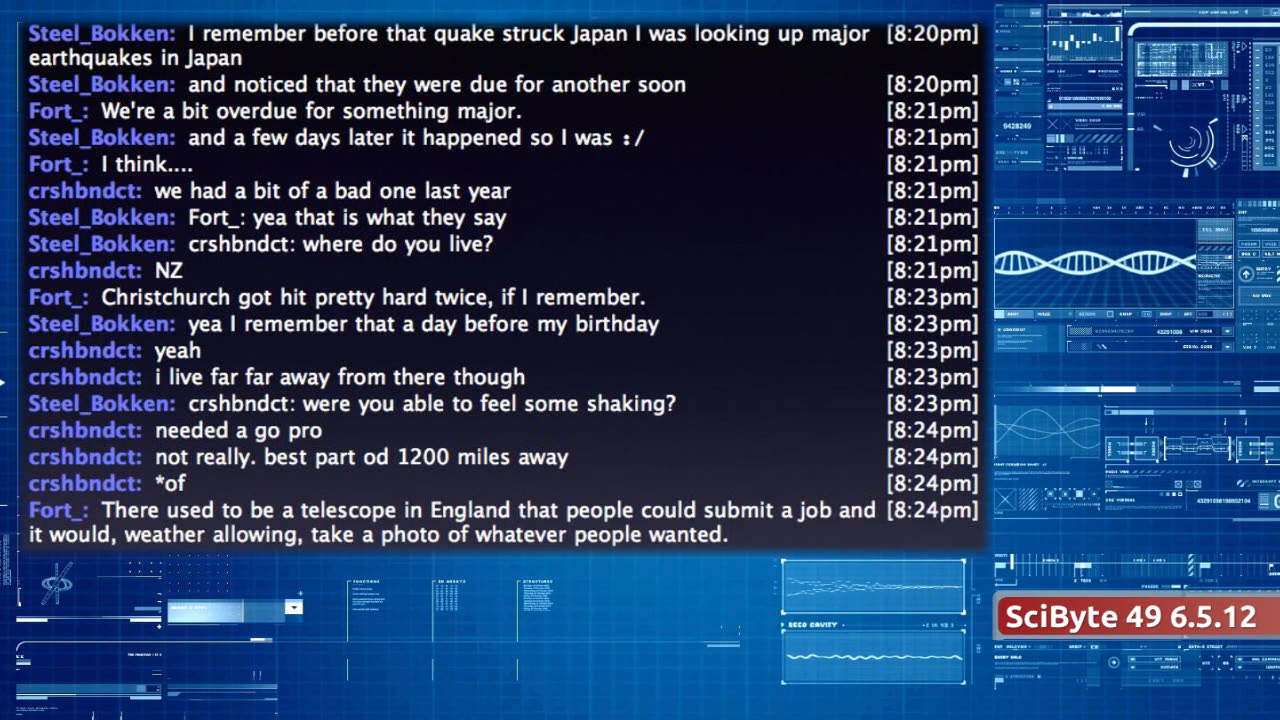 Steel_Bokken: I remember before that quake struck Japan I was looking up major [8:20pm]
earthquakes in Japan
Steel_Bokken: and noticed that they were due for another soon [8:20pm]
Fort_: We're a bit overdue for something major. [8:21pm]
Steel_Bokken: and a few days later it happened so I was :/ [8:21pm]
Fort_: I think.... [8:21pm]
crshbndct: we had a bit of a bad one last year [8:21pm]
Steel_Bokken: Fort_: yea that is what they say [8:21pm]
Steel_Bokken: crshbndct: where do you live? [8:21pm]
crshbndct: NZ [8:21pm]
Fort_: Christchurch got hit pretty hard twice, if I remember. [8:23pm]
Steel_Bokken: yea I remember that a day before my birthday [8:23pm]
crshbndct: yeah [8:23pm]
crshbndct: i live far far away from there though [8:23pm]
Steel_Bokken: crshbndct: were you able to feel some shaking? [8:23pm]
crshbndct: needed a go pro [8:24pm]
crshbndct: not really. best part od 1200 miles away [8:24pm]
crshbndct: *of [8:24pm]
Fort_: There used to be a telescope in England that people could submit a job and [8:24pm]
it would, weather allowing, take a photo of whatever people wanted.
9428249
SciByte 49 6.5.12